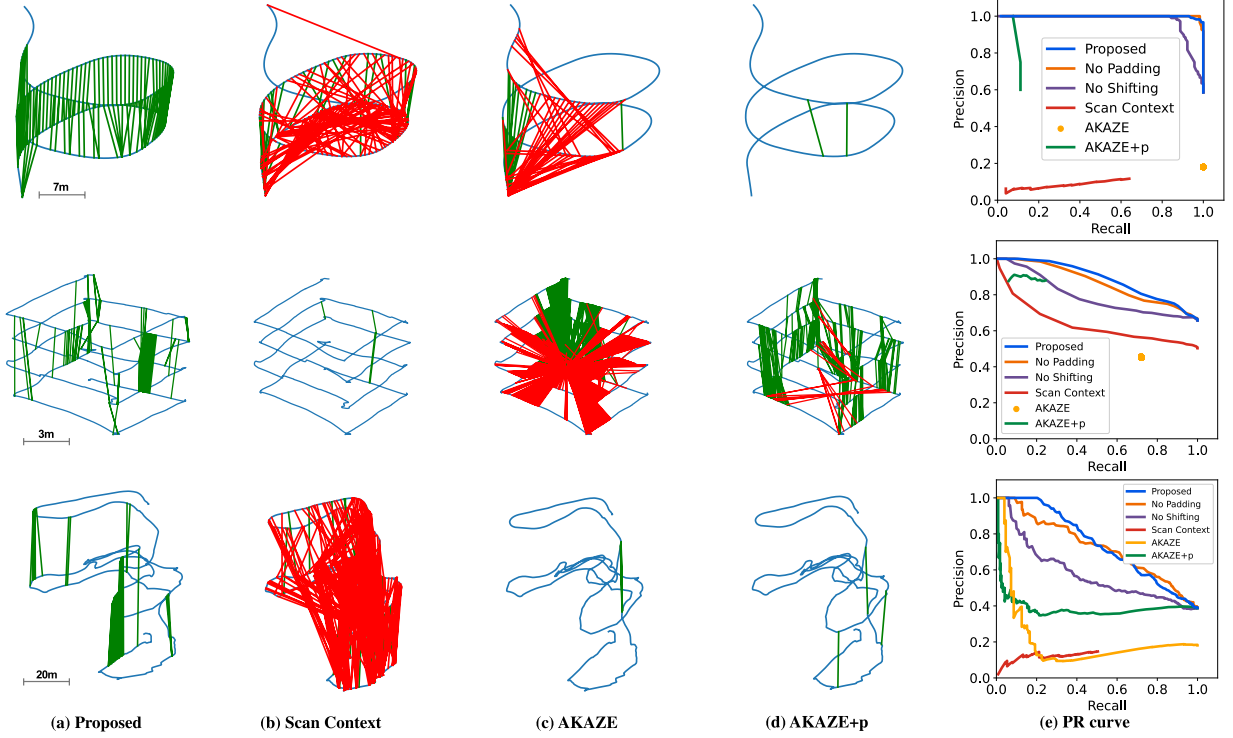 7m
1.0
0.8
0.6
0.4
0.2
0.0
Precision
0.0 0.2 0.4 0.6 0.8 1.0
Recall
Proposed
No Padding
No Shifting
Scan Context
AKAZE
AKAZE+p
3m
1.0
0.8
0.6
0.4
0.2
0.0
Precision
0.0 0.2 0.4 0.6 0.8 1.0
Recall
Proposed
No Padding
No Shifting
Scan Context
AKAZE
AKAZE+p
20m
1.0
0.8
0.6
0.4
0.2
0.0
Precision
0.0 0.2 0.4 0.6 0.8 1.0
Recall
Proposed
No Padding
No Shifting
Scan Context
AKAZE
AKAZE+p
(a) Proposed
(b) Scan Context
(c) AKAZE
(d) AKAZE+p
(e) PR curve